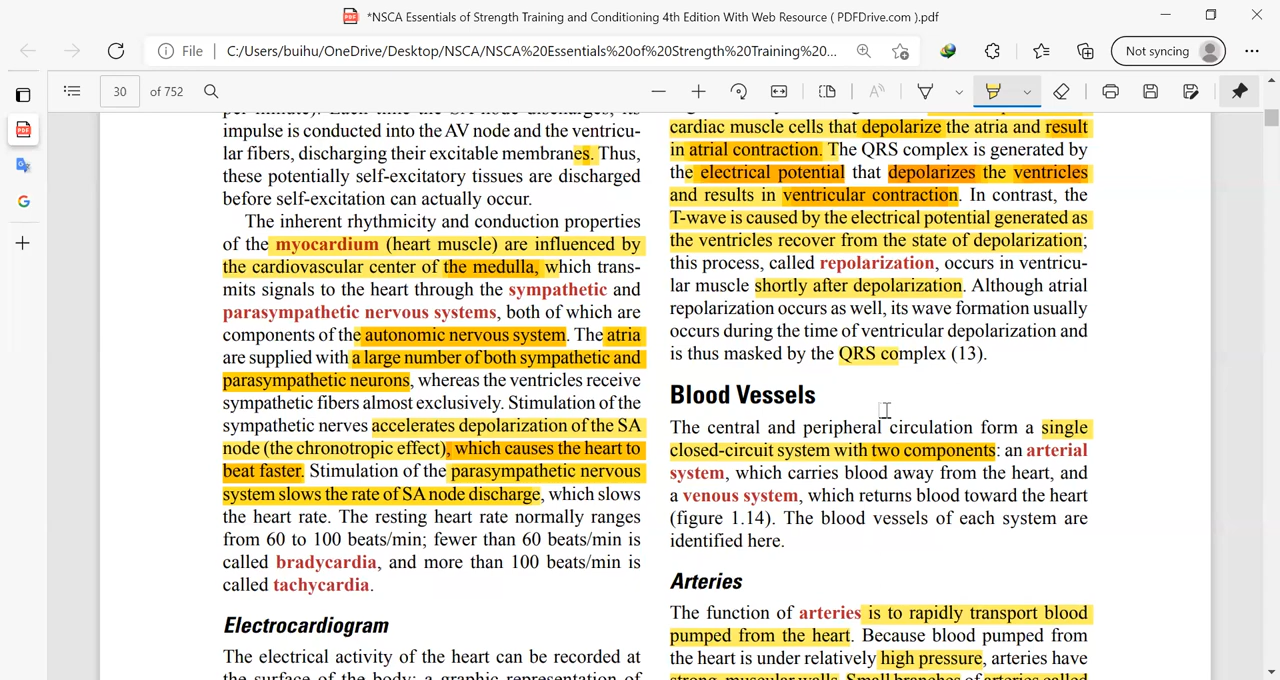 *NSCA Essentials of Strength Training and Conditioning 4th Edition With Web Resource ( PDFDrive.com ).pdf
File
C:/Users/buihu/OneDrive/Desktop/NSCA/NSCA%20Essentials%20of%20Strength%20Training%20...
Not syncing
30 of 752
impulse is conducted into the AV node and the ventricu-
lar fibers, discharging their excitable membranes. Thus,
these potentially self-excitatory tissues are discharged
before self-excitation can actually occur.
The inherent rhythmicity and conduction properties
of the myocardium (heart muscle) are influenced by
the cardiovascular center of the medulla, which trans-
mits signals to the heart through the sympathetic and
parasympathetic nervous systems, both of which are
components of the autonomic nervous system. The atria
are supplied with a large number of both sympathetic and
parasympathetic neurons, whereas the ventricles receive
sympathetic fibers almost exclusively. Stimulation of the
sympathetic nerves accelerates depolarization of the SA
node (the chronotropic effect), which causes the heart to
beat faster. Stimulation of the parasympathetic nervous
system slows the rate of SA node discharge, which slows
the heart rate. The resting heart rate normally ranges
from 60 to 100 beats/min; fewer than 60 beats/min is
called bradycardia, and more than 100 beats/min is
called tachycardia.
Electrocardiogram
The electrical activity of the heart can be recorded at
the surface of the body; a graphic representation of
cardiac muscle cells that depolarize the atria and result
in atrial contraction. The QRS complex is generated by
the electrical potential that depolarizes the ventricles
and results in ventricular contraction. In contrast, the
T-wave is caused by the electrical potential generated as
the ventricles recover from the state of depolarization;
this process, called repolarization, occurs in ventricu-
lar muscle shortly after depolarization. Although atrial
repolarization occurs as well, its wave formation usually
occurs during the time of ventricular depolarization and
is thus masked by the QRS complex (13).
Blood Vessels
The central and peripheral circulation form a single
closed-circuit system with two components: an arterial
system, which carries blood away from the heart, and
a venous system, which returns blood toward the heart
(figure 1.14). The blood vessels of each system are
identified here.
Arteries
The function of arteries is to rapidly transport blood
pumped from the heart. Because blood pumped from
the heart is under relatively high pressure, arteries have
strong, muscular walls. Small branches of arteries called